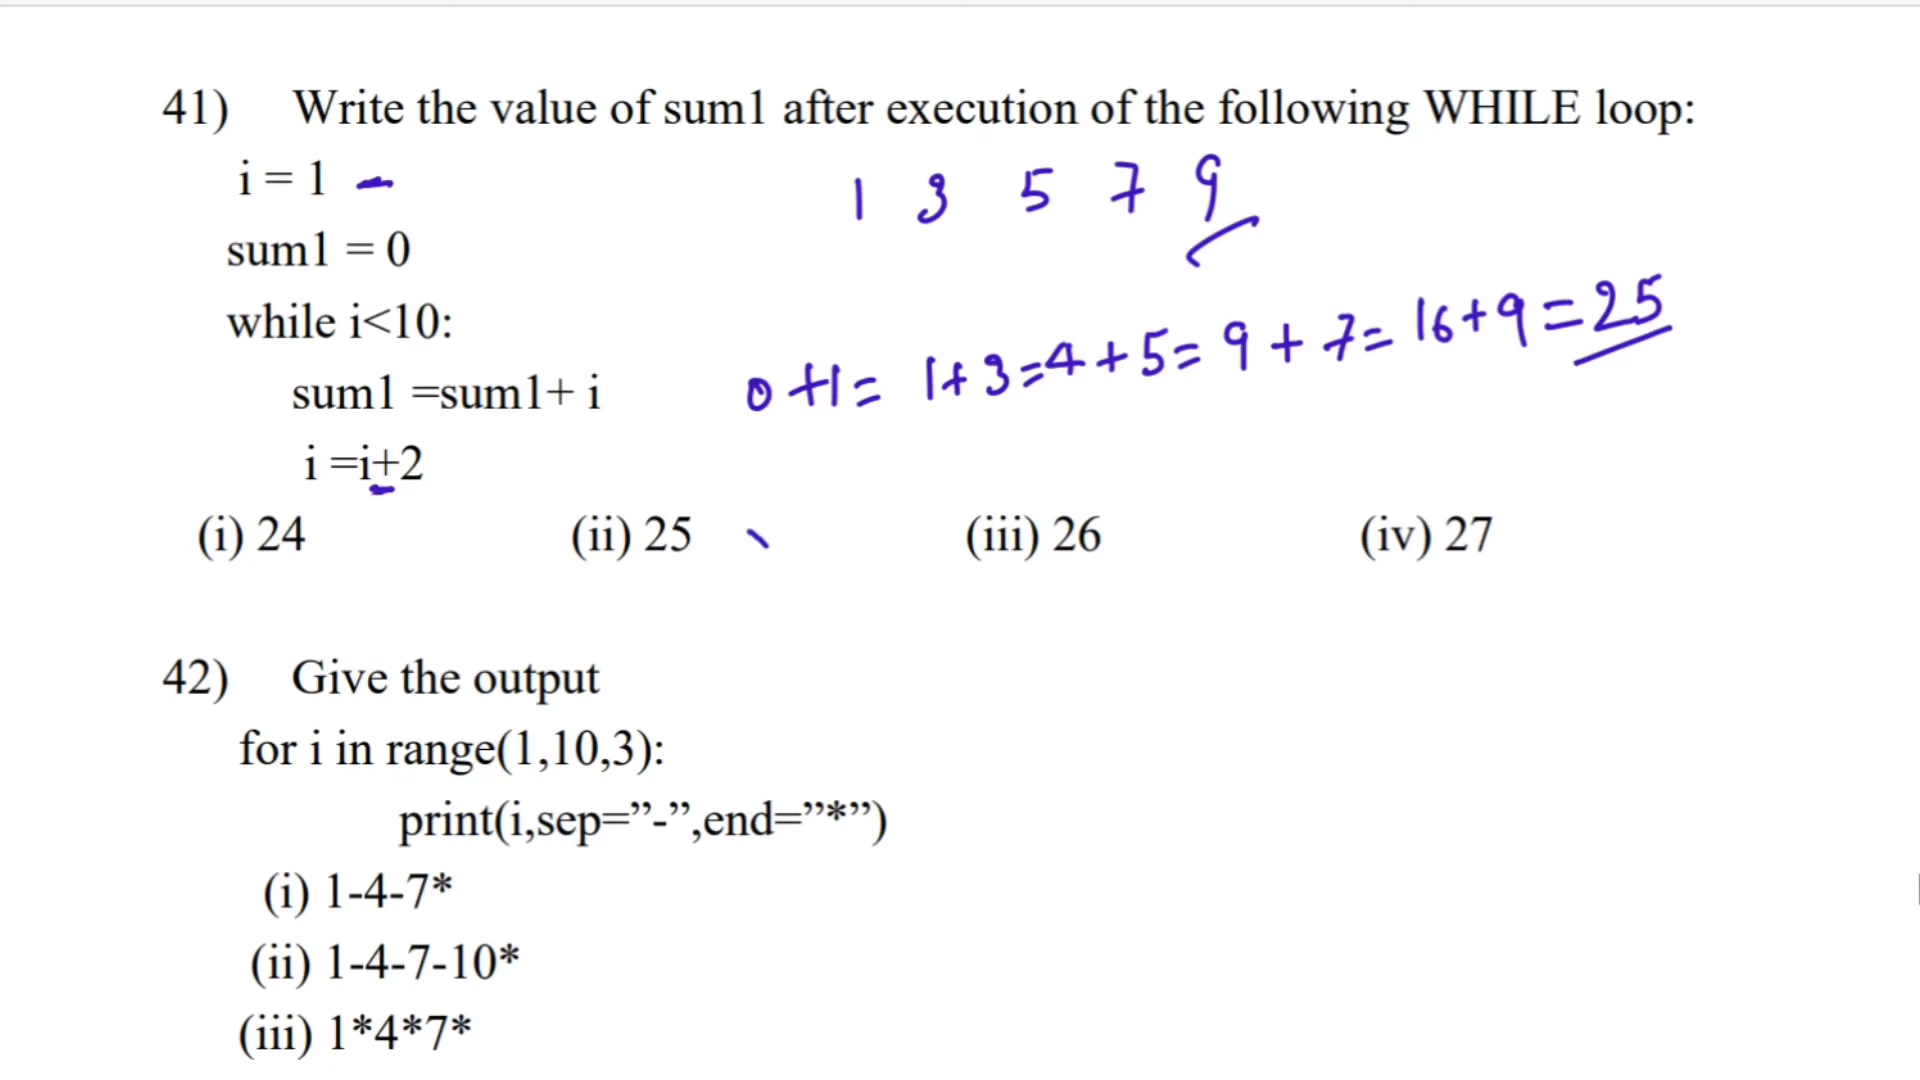 41) Write the value of sum1 after execution of the following WHILE loop:
i = 1 -
1 3 5 7 9
sum1 = 0
while i<10:
0+1= 1+3=4+5=9+7=16+9=25
sum1 =sum1+ i
i =i+2
(i) 24 (ii) 25 (iii) 26 (iv) 27
42) Give the output
for i in range(1,10,3):
print(i,sep=”-”,end=”*”)
(i) 1-4-7*
(ii) 1-4-7-10*
(iii) 1*4*7*